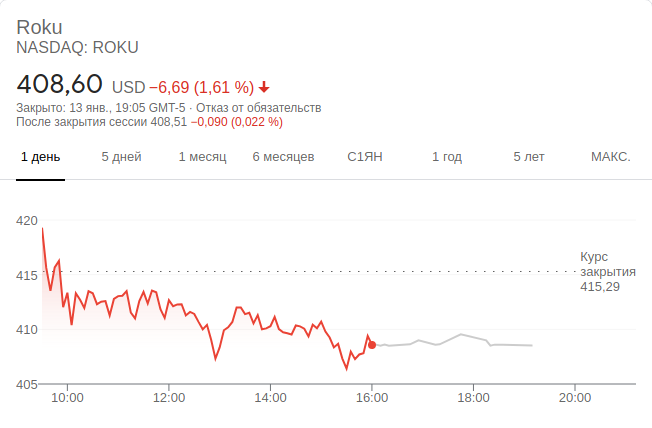 Roku
NASDAQ: ROKU
408,60 USD −6,69 (1,61 %)
Закрыто: 13 янв., 19:05 GMT-5 · Отказ от обязательств
После закрытия сессии 408,51 −0,090 (0,022 %)
1 день 5 дней 1 месяц 6 месяцев С1ЯН 1 год 5 лет МАКС.
420
415
410
405
Курс
закрытия
415,29
10:00 12:00 14:00 16:00 18:00 20:00